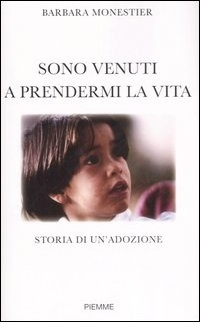 BARBARA MONESTIER
SONO VENUTI
A PRENDERMI LA VITA
STORIA DI UN'ADOZIONE
PIEMME